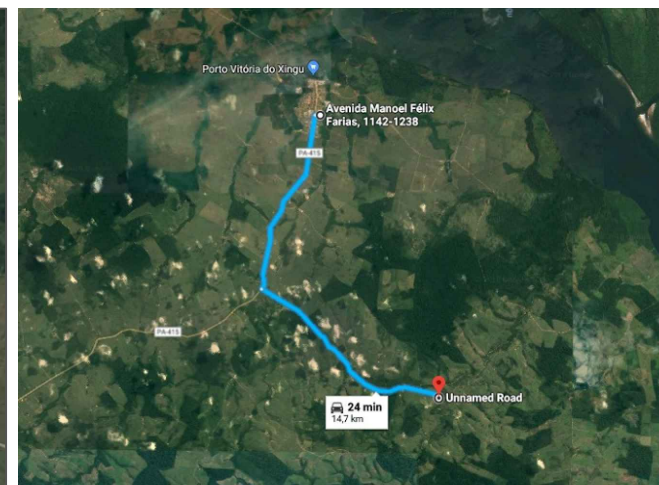 Porto Vitória do Xingu
Avenida Manoel Félix
Farias, 1142-1238
PA-415
PA-415
24 min
14,7 km
Unnamed Road